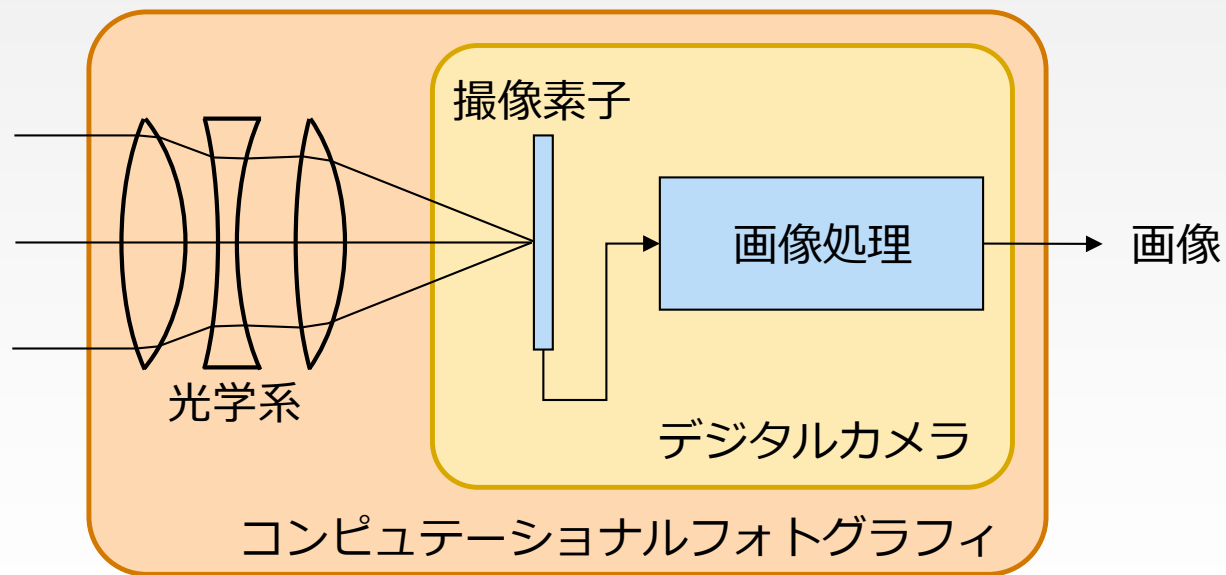 撮像素子
画像処理
画像
光学系
デジタルカメラ
コンピュテーショナルフォトグラフィ